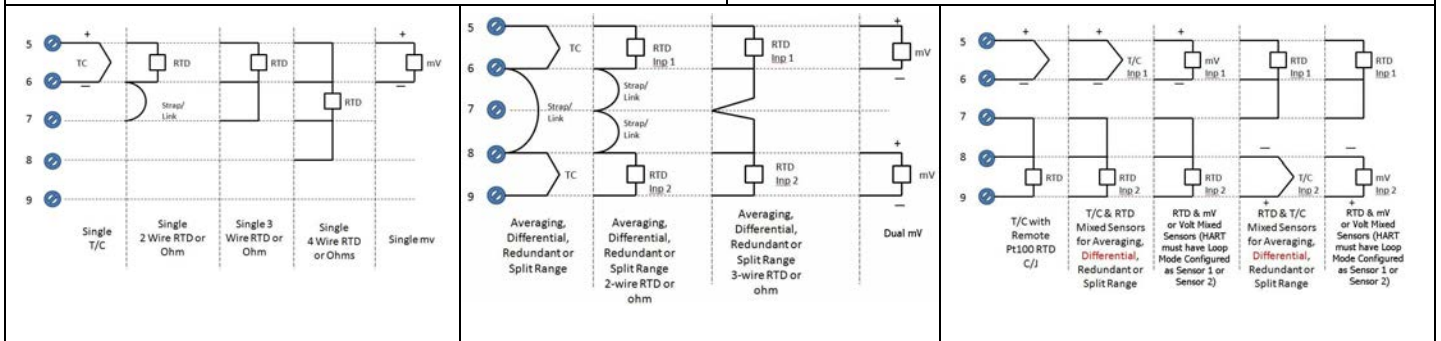 5
6
7
8
9
+
TC
—
RTD
Strap/
Link
RTD
RTD
+
mV
—
Single
T/C
Single
2 Wire RTD or
Ohm
Single 3
Wire RTD or
Ohm
Single
4 Wire RTD
or Ohms
Single mv
5
6
7
8
9
TC
Strap/
Link
TC
RTD
Inp 1
Strap/
Link
Strap/
Link
RTD
Inp 2
RTD
Inp 1
RTD
Inp 2
+
mV
—
+
mV
—
Averaging,
Differential,
Redundant or
Split Range
Averaging,
Differential,
Redundant or
Split Range
2-wire RTD or
ohm
Averaging,
Differential,
Redundant or
Split Range
3-wire RTD or
ohm
Dual mV
5
6
7
8
9
+
—
RTD
+
T/C
Inp 1
—
RTD
Inp 2
+
mV
Inp 1
—
RTD
Inp 2
RTD
Inp 1
—
T/C
Inp 2
+
RTD
Inp 1
—
mV
Inp 2
+
T/C with
Remote
Pt100 RTD
C/J
T/C & RTD
Mixed Sensors
for Averaging,
Differential,
Redundant or
Split Range
RTD & mV
or Volt Mixed
Sensors (HART
must have Loop
Mode Configured
as Sensor 1 or
Sensor 2)
RTD & T/C
Mixed Sensors
for Averaging,
Differential,
Redundant or
Split Range
RTD & mV
or Volt Mixed
Sensors (HART
must have Loop
Mode Configured
as Sensor 1 or
Sensor 2)